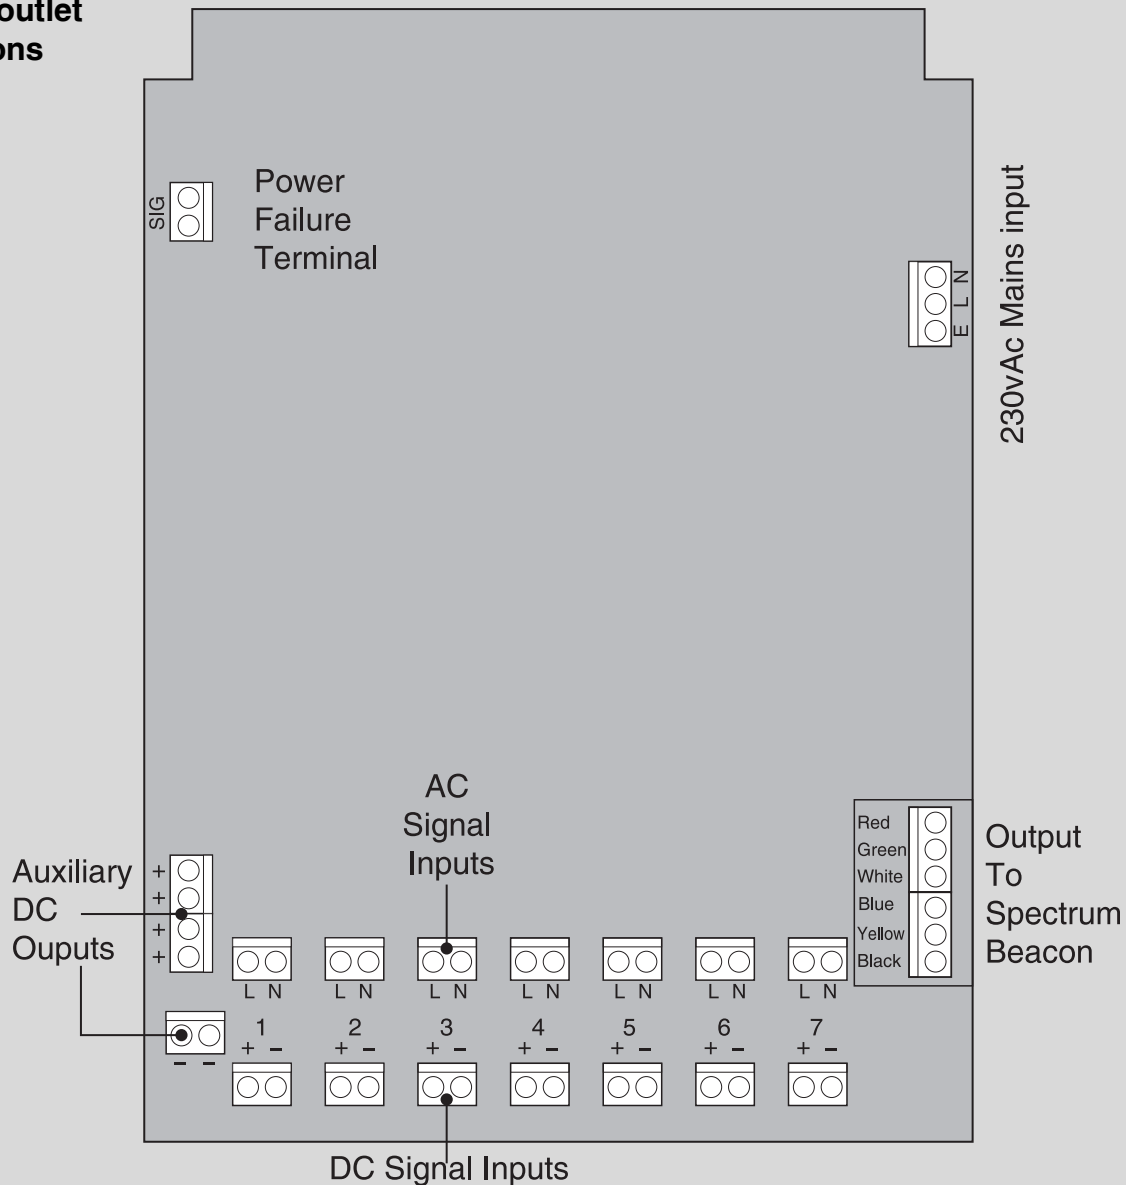 outlet
ons
Power
Failure
Terminal
SIG
230vAc Mains input
E L N
AC
Signal
Inputs
Auxiliary
DC
Ouputs
+
+
+
+
Red
Green
White
Blue
Yellow
Black
Output
To
Spectrum
Beacon
L N L N L N L N L N L N L N
1 2 3 4 5 6 7
+ − + − + − + − + − + − + −
− −
DC Signal Inputs